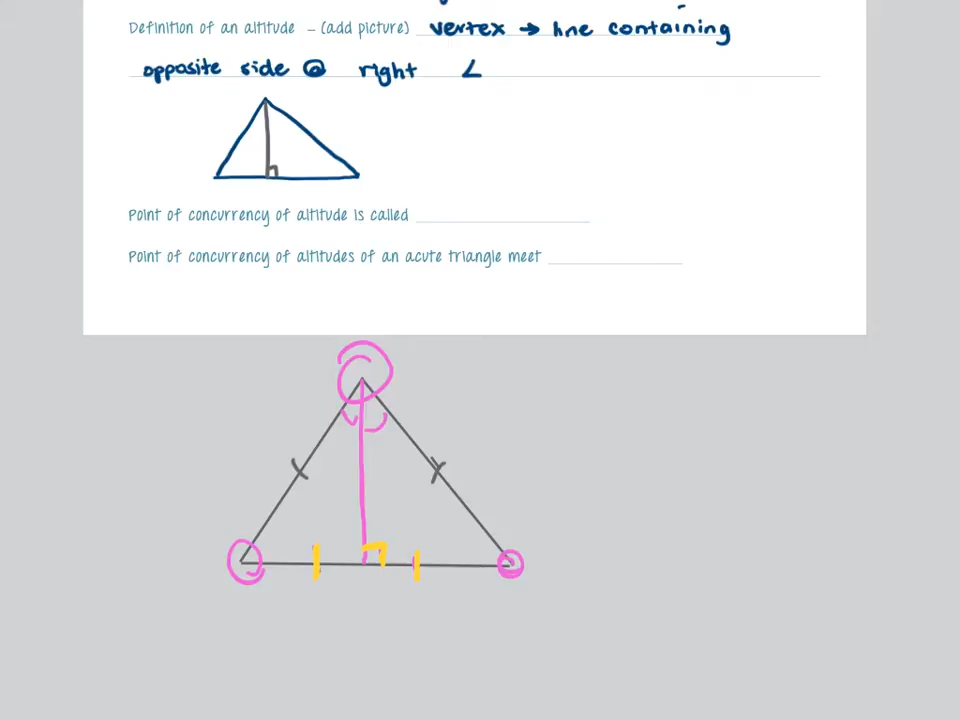 Definition of an altitude - (add picture) vertex → line containing
opposite side @ right ∠
Point of concurrency of altitude is called
Point of concurrency of altitudes of an acute triangle meet